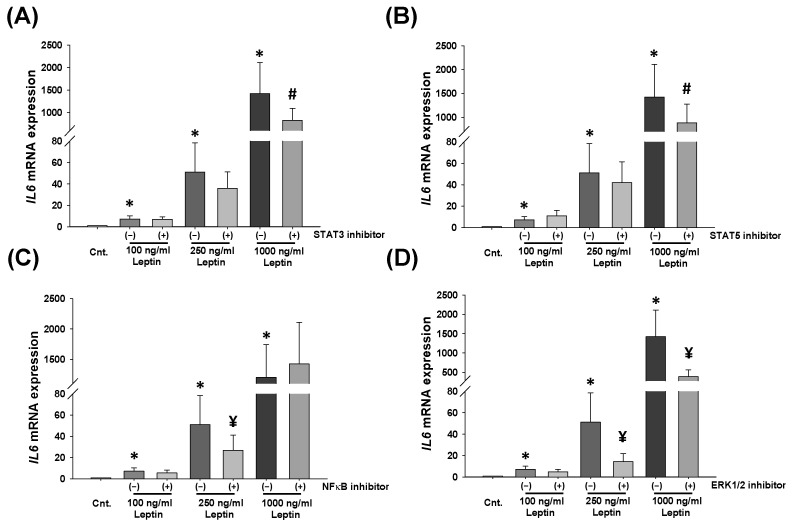 (A)
IL6 mRNA expression
2500
2000
1500
1000
80
60
40
20
0
*
*
*
#
Cnt.
(−) (+) (−) (+) (−) (+) STAT3 inhibitor
100 ng/ml 250 ng/ml 1000 ng/ml
Leptin Leptin Leptin
(B)
IL6 mRNA expression
2500
2000
1500
1000
80
60
40
20
0
*
*
*
#
Cnt.
(−) (+) (−) (+) (−) (+) STAT5 inhibitor
100 ng/ml 250 ng/ml 1000 ng/ml
Leptin Leptin Leptin
(C)
IL6 mRNA expression
2500
1500
80
60
40
20
0
*
*
¥
*
Cnt.
(−) (+) (−) (+) (−) (+) NFκB inhibitor
100 ng/ml 250 ng/ml 1000 ng/ml
Leptin Leptin Leptin
(D)
IL6 mRNA expression
2500
2000
1500
1000
500
80
60
40
20
0
*
*
¥
*
¥
Cnt.
(−) (+) (−) (+) (−) (+) ERK1/2 inhibitor
100 ng/ml 250 ng/ml 1000 ng/ml
Leptin Leptin Leptin